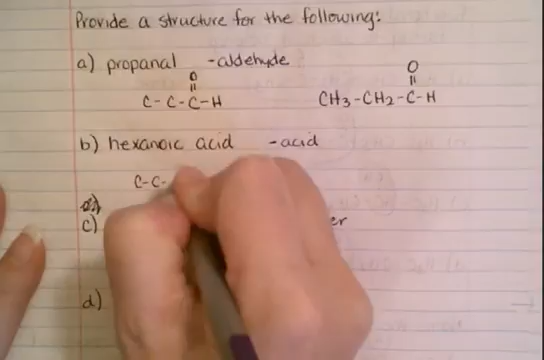 Provide a structure for the following:
a) propanal -aldehyde
O O
|| ||
C-C-C-H CH3-CH2-C-H
b) hexanoic acid -acid
C-C-
c) er
d)